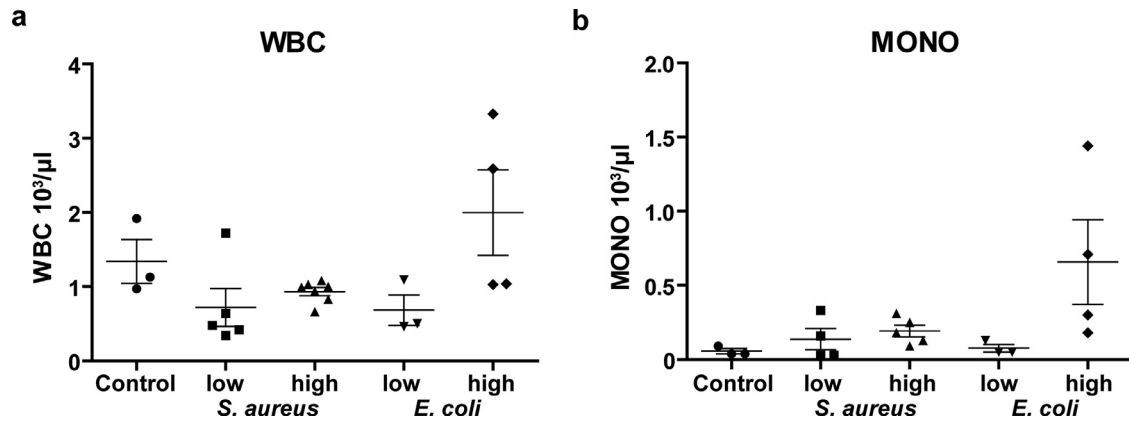 a
WBC
WBC 10³/µl
4
3
2
1
0
Control
low
high
low
high
S. aureus
E. coli
b
MONO
MONO 10³/µl
2.0
1.5
1.0
0.5
0
Control
low
high
low
high
S. aureus
E. coli